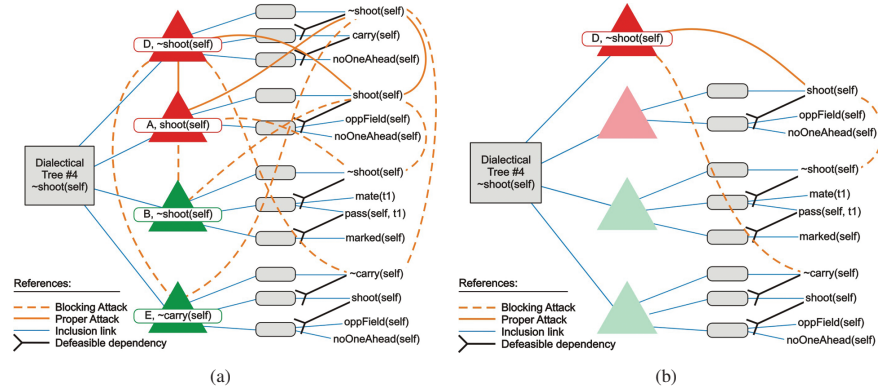 ~shoot(self)
D, ~shoot(self)
carry(self)
noOneAhead(self)
shoot(self)
A, shoot(self)
oppField(self)
noOneAhead(self)
Dialectical
Tree #4
~shoot(self)
~shoot(self)
mate(t1)
B, ~shoot(self)
pass(self, t1)
marked(self)
~carry(self)
References:
shoot(self)
Blocking Attack
E, ~carry(self)
oppField(self)
Proper Attack
Inclusion link
noOneAhead(self)
Defeasible dependency
(a)
D, ~shoot(self)
shoot(self)
oppField(self)
noOneAhead(self)
Dialectical
Tree #4
~shoot(self)
~shoot(self)
mate(t1)
pass(self, t1)
marked(self)
~carry(self)
References:
shoot(self)
Blocking Attack
Proper Attack
oppField(self)
Inclusion link
noOneAhead(self)
Defeasible dependency
(b)